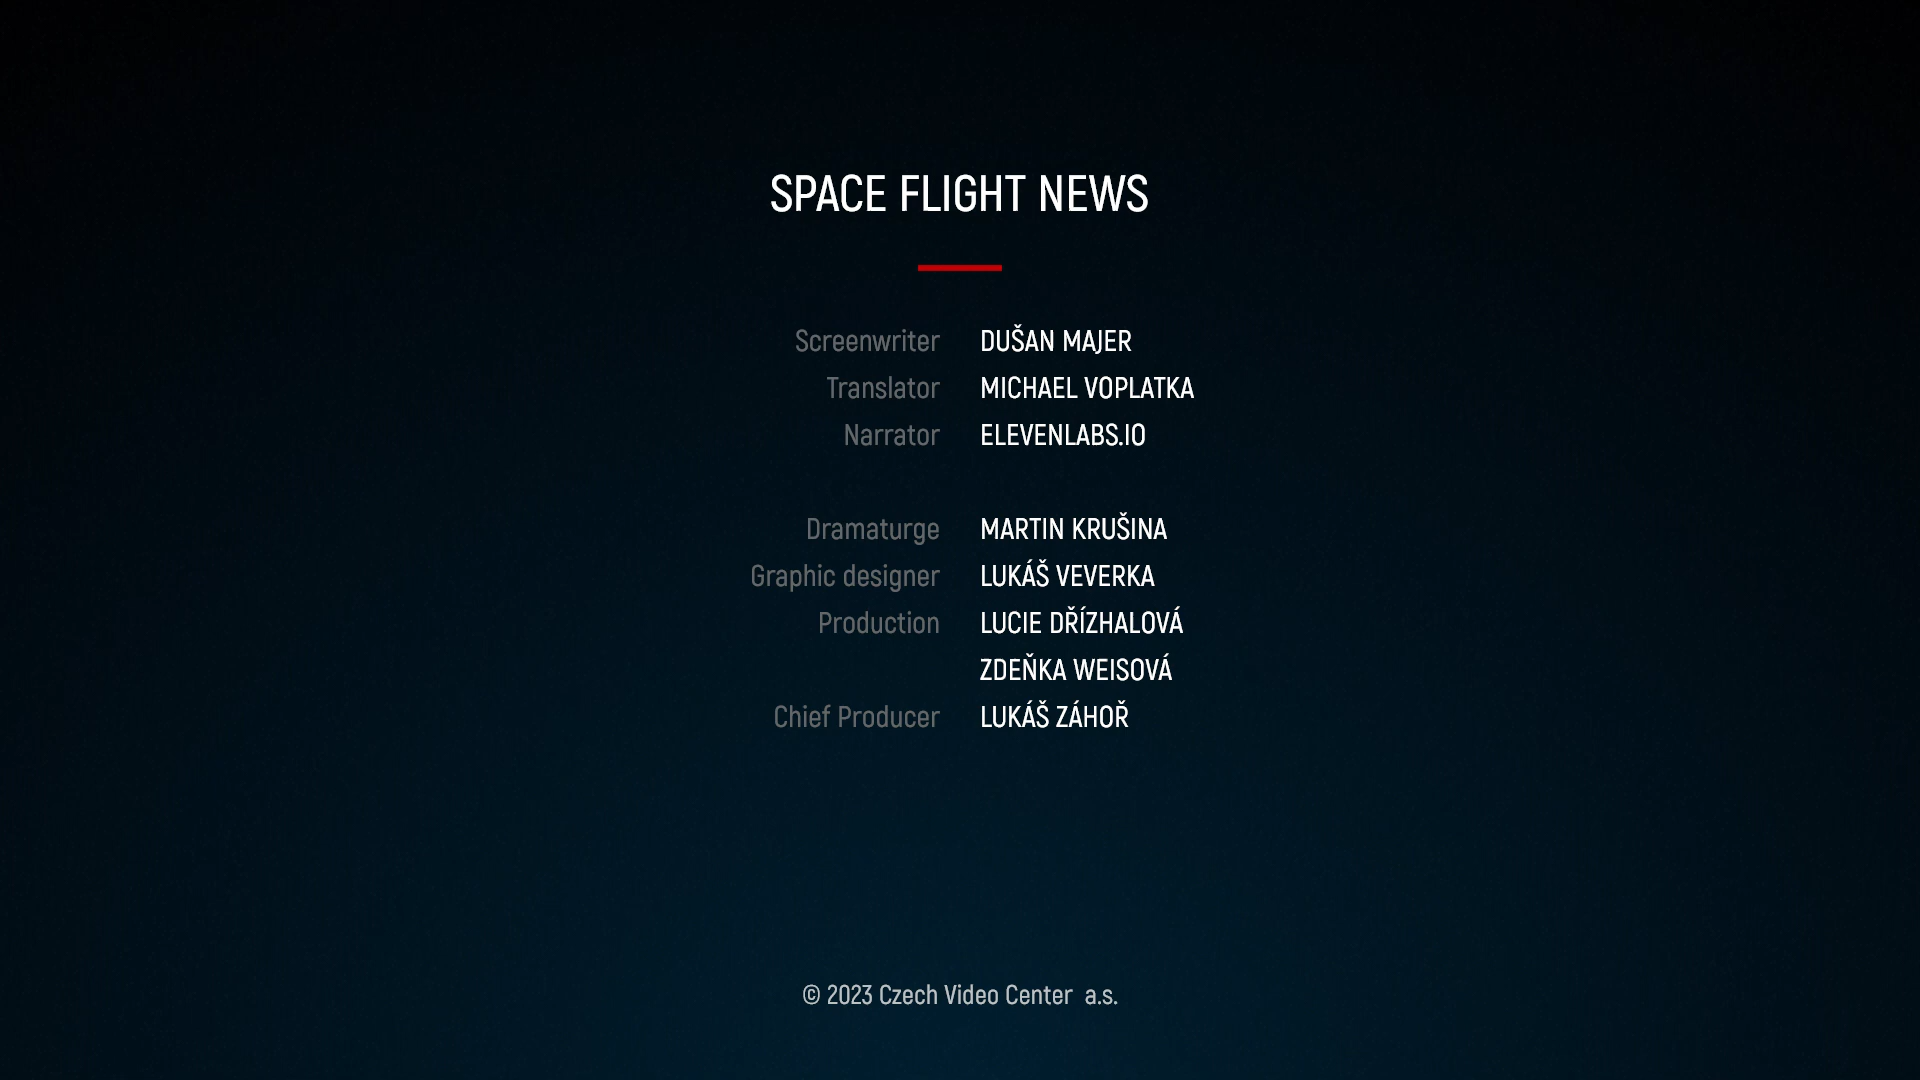 SPACE FLIGHT NEWS
Screenwriter DUŠAN MAJER
Translator MICHAEL VOPLATKA
Narrator ELEVENLABS.IO
Dramaturge MARTIN KRUŠINA
Graphic designer LUKÁŠ VEVERKA
Production LUCIE DŘÍZHALOVÁ
ZDEŇKA WEISOVÁ
Chief Producer LUKÁŠ ZÁHOŘ
© 2023 Czech Video Center a.s.